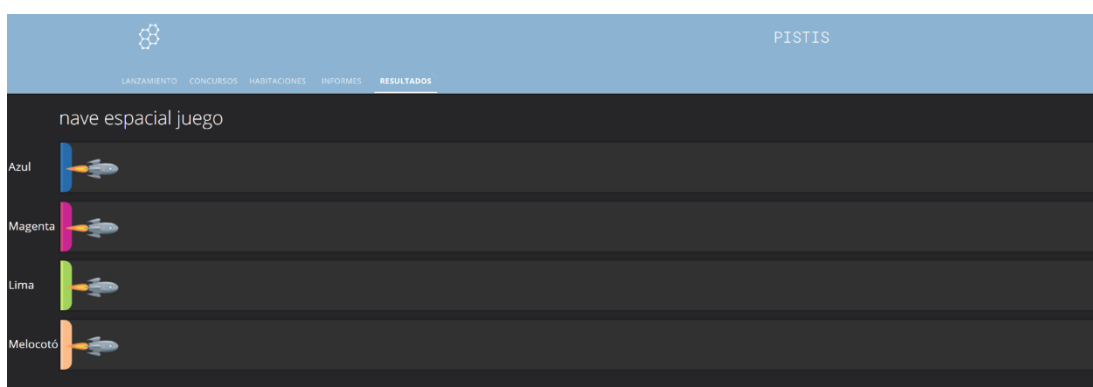 PISTIS
LANZAMIENTO CONCURSOS HABITACIONES INFORMES RESULTADOS
nave espacial juego
Azul
Magenta
Lima
Melocotó